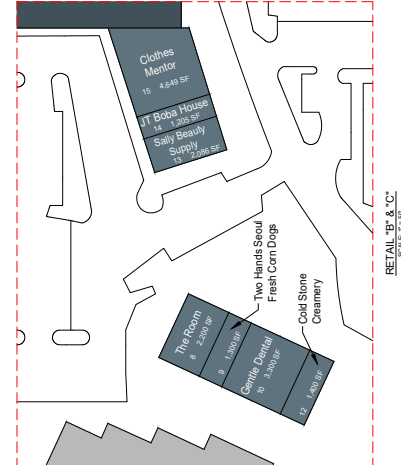 Clothes
Mentor
15 4,649 SF
JT Boba House
14 1,205 SF
Sally Beauty
Supply
13 2,086 SF
Two Hands Seoul
Fresh Corn Dogs
Cold Stone
Creamery
The Room
8 2,200 SF
9 1,300 SF
Gentle Dental
10 3,300 SF
12 1,400 SF
RETAIL "B" & "C"